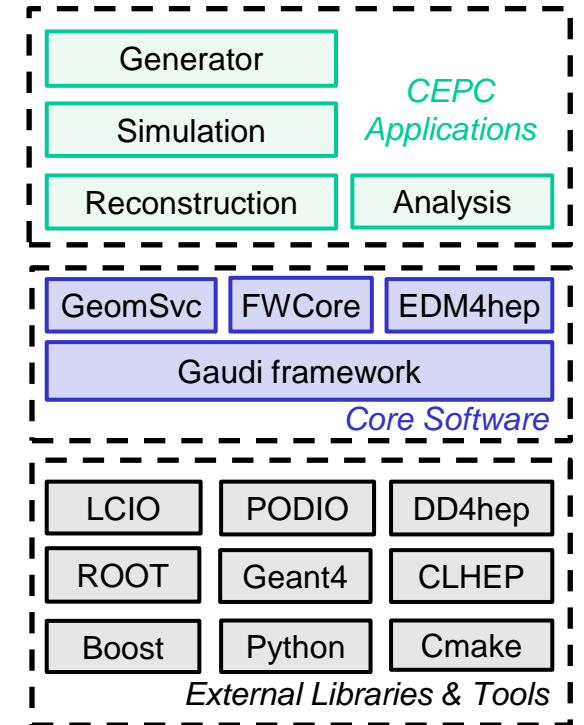 Generator
CEPC
Applications
Simulation
Reconstruction
Analysis
GeomSvc
FWCore
EDM4hep
Gaudi framework
Core Software
LCIO
PODIO
DD4hep
ROOT
Geant4
CLHEP
Boost
Python
Cmake
External Libraries & Tools